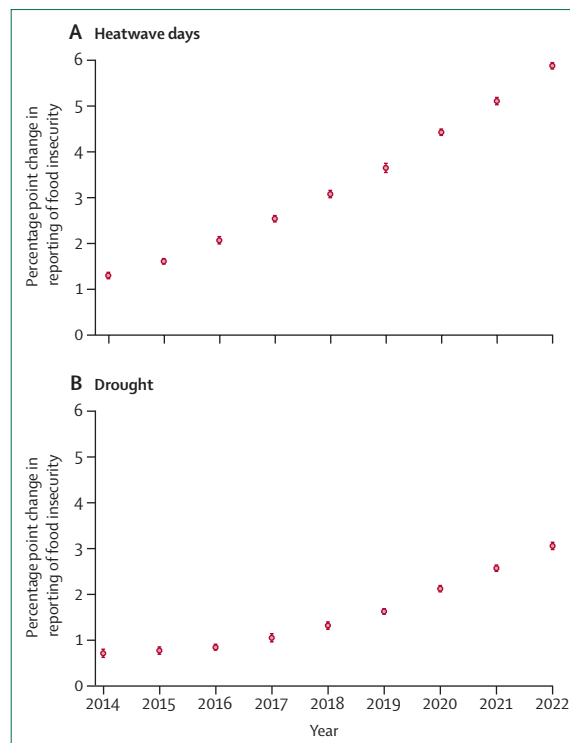 A Heatwave days
Percentage point change in
reporting of food insecurity
6
5
4
3
2
1
0
B Drought
Percentage point change in
reporting of food insecurity
6
5
4
3
2
1
0
2014 2015 2016 2017 2018 2019 2020 2021 2022
Year